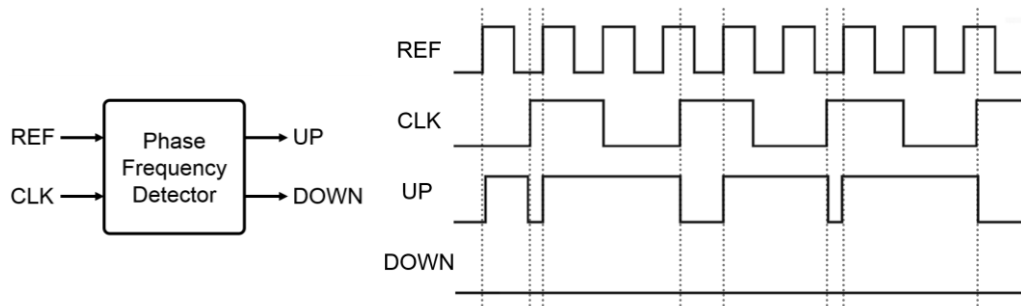 REF
CLK
Phase
Frequency
Detector
UP
DOWN
REF
CLK
UP
DOWN